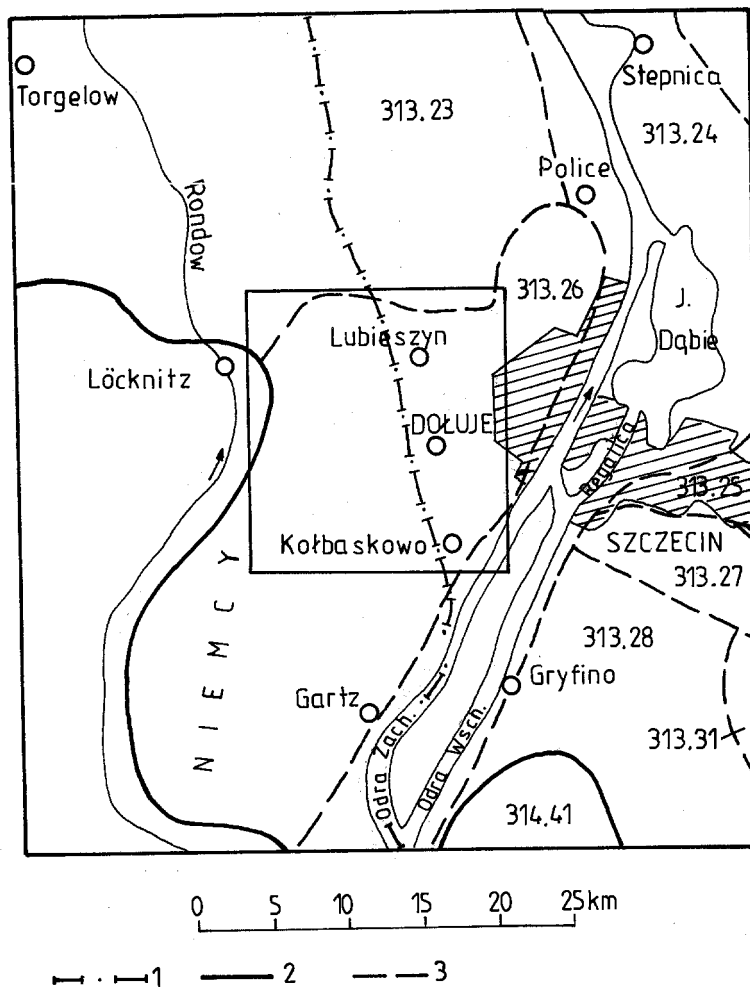 Torgelow
313.23
Stepnica
313.24
Police
Rondow
313.26
J.
Dąbie
Lubieszyn
Löcknitz
DOŁUJE
Regalica
313.25
Kołbaskowo
SZCZECIN
313.27
NIEMCY
313.28
Gartz
Gryfino
Odra Zach.
Odra Wsch.
313.31
314.41
0 5 10 15 20 25km
1 2 3